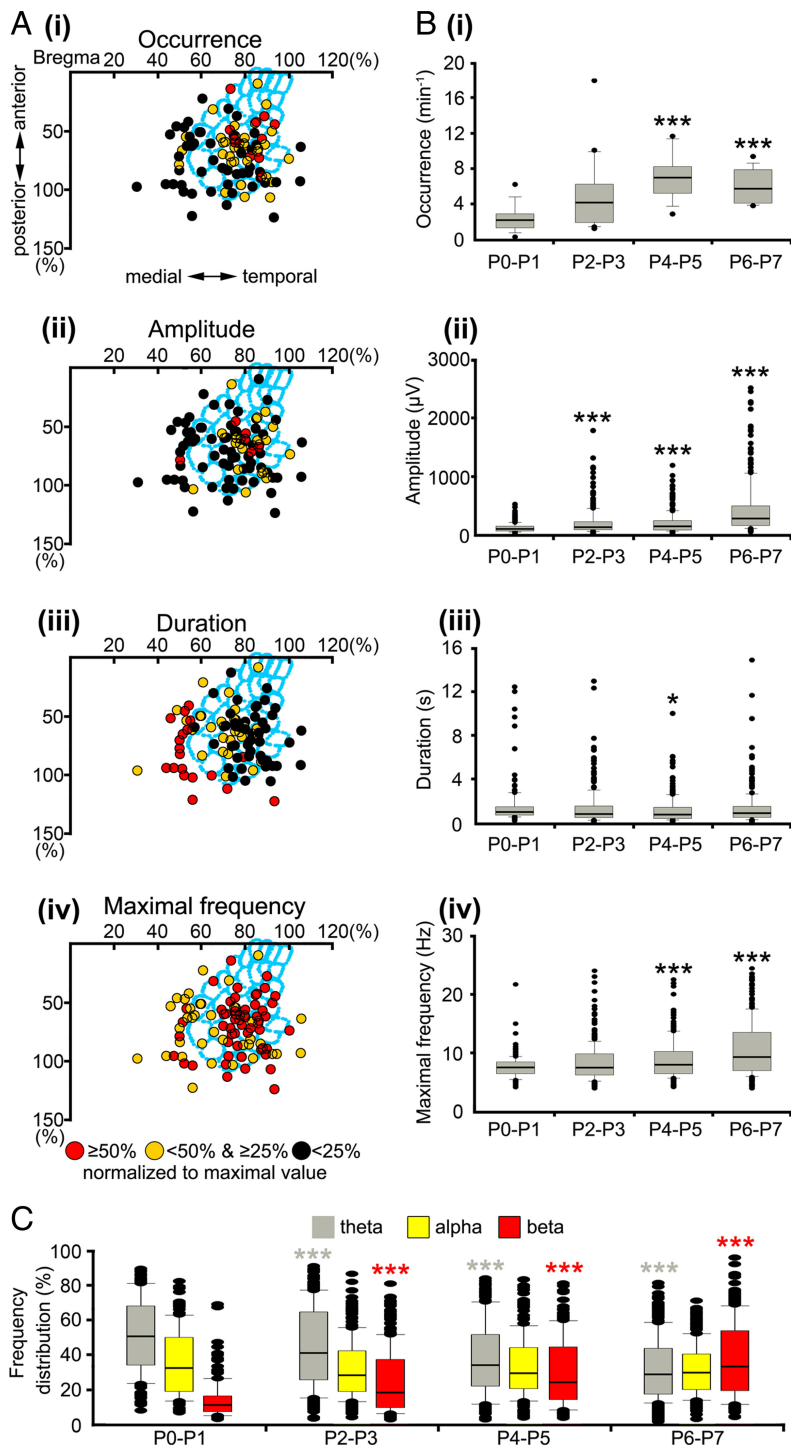 A (i)
Occurrence
Bregma 20 40 60 80 100 120(%)
50
100
150
(%)
posterior anterior
medial temporal
(ii)
Amplitude
20 40 60 80 100 120(%)
50
100
150
(%)
(iii)
Duration
20 40 60 80 100 120(%)
50
100
150
(%)
(iv)
Maximal frequency
20 40 60 80 100 120(%)
50
100
150
(%)
≥50% <50% & ≥25% <25%
normalized to maximal value
B (i)
Occurrence (min⁻¹)
20
16
12
8
4
0
*** ***
P0-P1 P2-P3 P4-P5 P6-P7
(ii)
Amplitude (μV)
3000
2000
1000
0
*** *** ***
P0-P1 P2-P3 P4-P5 P6-P7
(iii)
Duration (s)
16
12
8
4
0
*
P0-P1 P2-P3 P4-P5 P6-P7
(iv)
Maximal frequency (Hz)
30
20
10
0
*** ***
P0-P1 P2-P3 P4-P5 P6-P7
C
theta alpha beta
Frequency
distribution (%)
100
80
60
40
20
0
*** *** *** *** *** ***
P0-P1 P2-P3 P4-P5 P6-P7